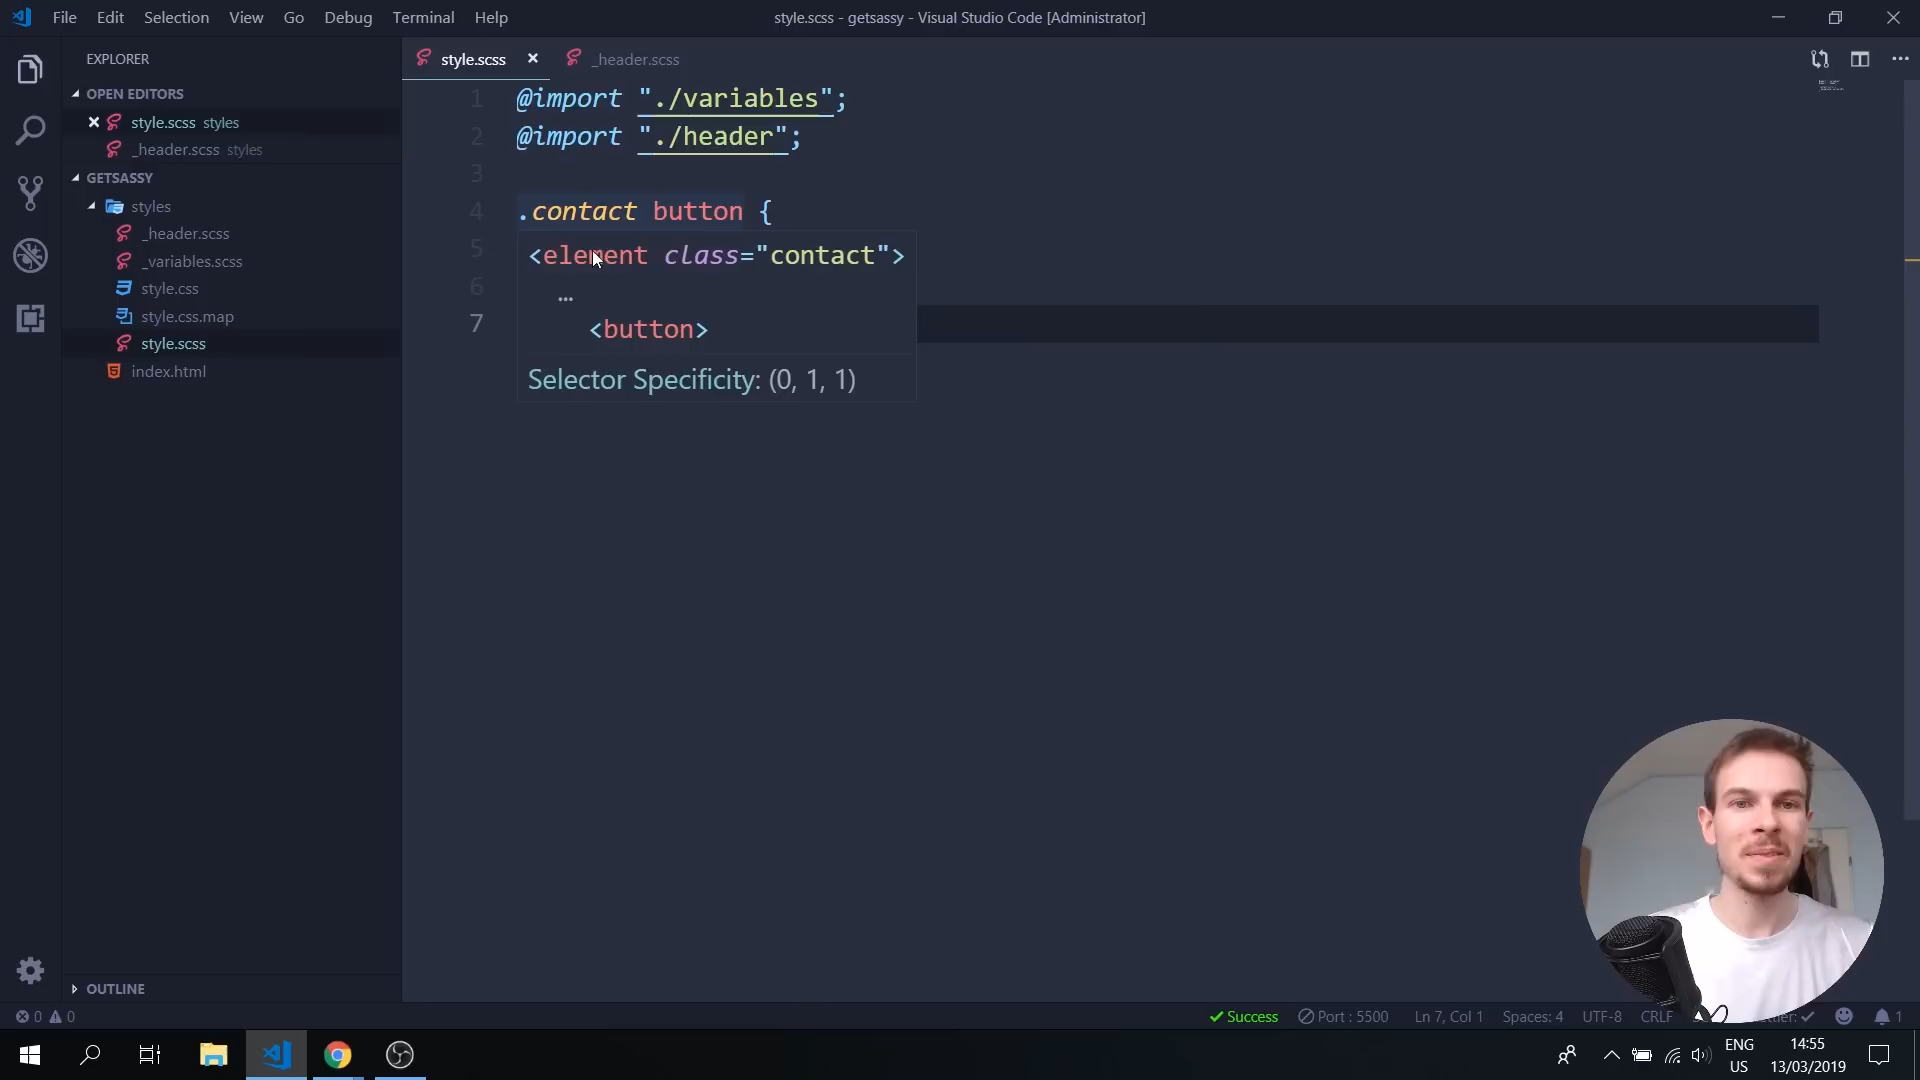 File Edit Selection View Go Debug Terminal Help
style.scss - getsassy - Visual Studio Code [Administrator]
EXPLORER
OPEN EDITORS
style.scss styles
_header.scss styles
GETSASSY
styles
_header.scss
_variables.scss
style.css
style.css.map
style.scss
index.html
OUTLINE
style.scss
_header.scss
1 @import "./variables";
2 @import "./header";
3
4 .contact button {
5
6
7
<element class="contact">
…
<button>
Selector Specificity: (0, 1, 1)
0 0
Success Port : 5500 Ln 7, Col 1 Spaces: 4 UTF-8 CRLF 1
ENG
US
14:55
13/03/2019